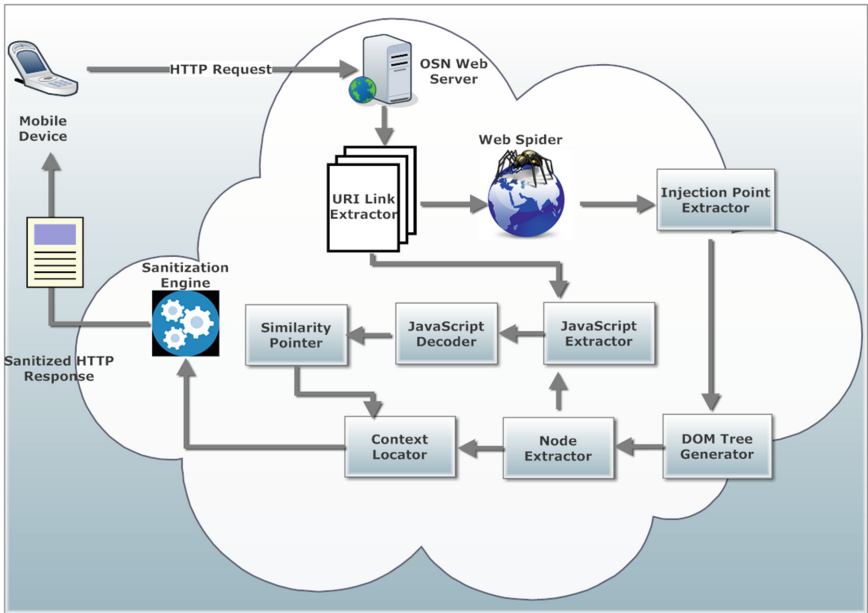 HTTP Request
OSN Web
Server
Mobile
Device
Web Spider
URI Link
Extractor
Injection Point
Extractor
Sanitization
Engine
Similarity
Pointer
JavaScript
Decoder
JavaScript
Extractor
Sanitized HTTP
Response
Context
Locator
Node
Extractor
DOM Tree
Generator